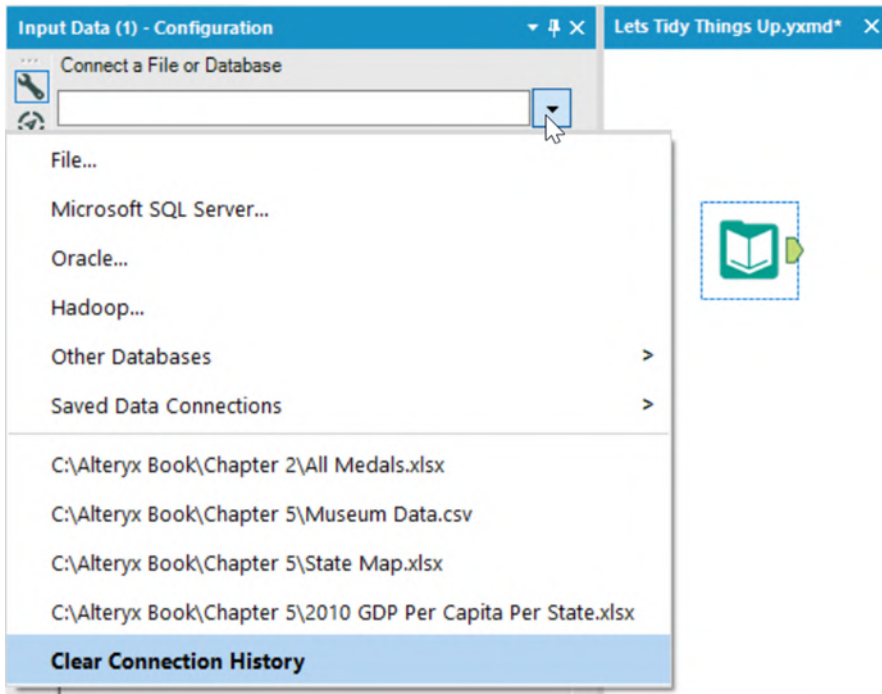 Input Data (1) - Configuration
Lets Tidy Things Up.yxmd*
Connect a File or Database
File...
Microsoft SQL Server...
Oracle...
Hadoop...
Other Databases >
Saved Data Connections >
C:\Alteryx Book\Chapter 2\All Medals.xlsx
C:\Alteryx Book\Chapter 5\Museum Data.csv
C:\Alteryx Book\Chapter 5\State Map.xlsx
C:\Alteryx Book\Chapter 5\2010 GDP Per Capita Per State.xlsx
Clear Connection History